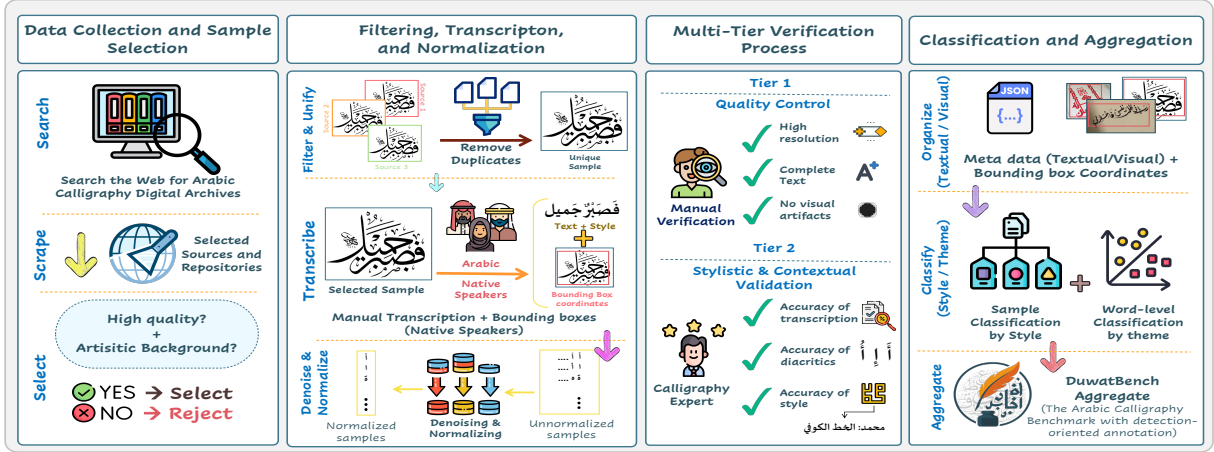 Data Collection and Sample
Selection
Search
Search the Web for Arabic
Calligraphy Digital Archives
Scrape
Selected
Sources and
Repositories
Select
High quality?
+
Artisitic Background?
YES → Select
NO → Reject
Filtering, Transcripton,
and Normalization
Filter & Unify
Source 1
Source 2
Source 3
Remove
Duplicates
Unique
Sample
Transcribe
Selected Sample
Arabic
Native
Speakers
فَصَبْرٌ جَميل
Text + Style
+
Bounding Box
coordinates
Manual Transcription + Bounding boxes
(Native Speakers)
Denoise &
Normalize
Normalized
samples
Denoising &
Normalizing
Unnormalized
samples
Multi-Tier Verification
Process
Tier 1
Quality Control
Manual
Verification
High
resolution
Complete
Text
A+
No visual
artifacts
Tier 2
Stylistic & Contextual
Validation
Calligraphy
Expert
Accuracy of
transcription
Accuracy of
diacritics
أَ إِ أُ
Accuracy of
style
محمد: الخط الكوفي
Classification and Aggregation
Organize
(Textual / Visual)
JSON
{...}
Meta data (Textual/Visual) +
Bounding box Coordinates
Classify
(Style / Theme)
+
Sample
Classification
by Style
Word-level
Classification
by theme
Aggregate
DuwatBench
Aggregate
(The Arabic Calligraphy
Benchmark with detection-
oriented annotation)